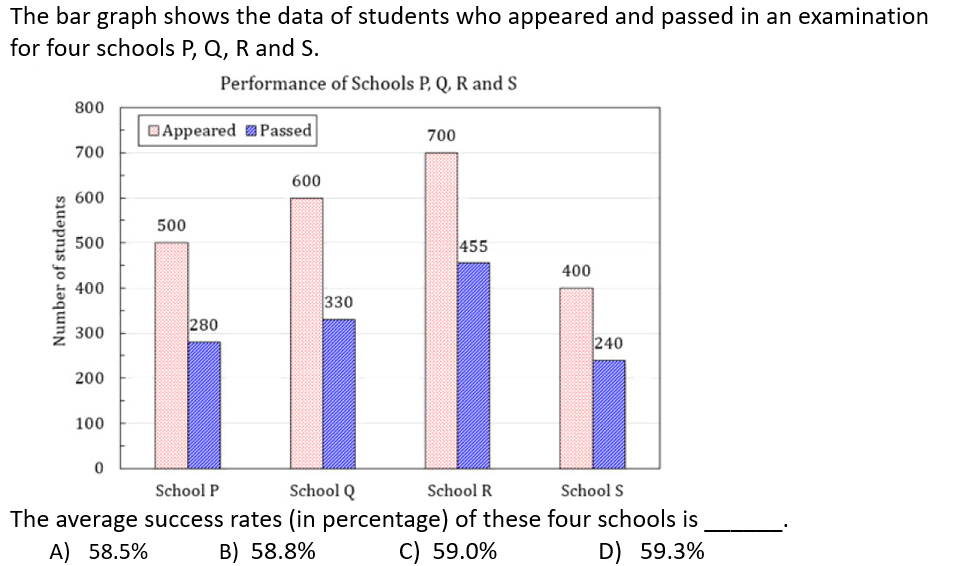 The bar graph shows the data of students who appeared and passed in an examination
for four schools P, Q, R and S.
Performance of Schools P, Q, R and S
800
700
600
500
400
300
200
100
0
Number of students
Appeared Passed
500
280
600
330
700
455
400
240
School P School Q School R School S
The average success rates (in percentage) of these four schools is ______.
A) 58.5% B) 58.8% C) 59.0% D) 59.3%